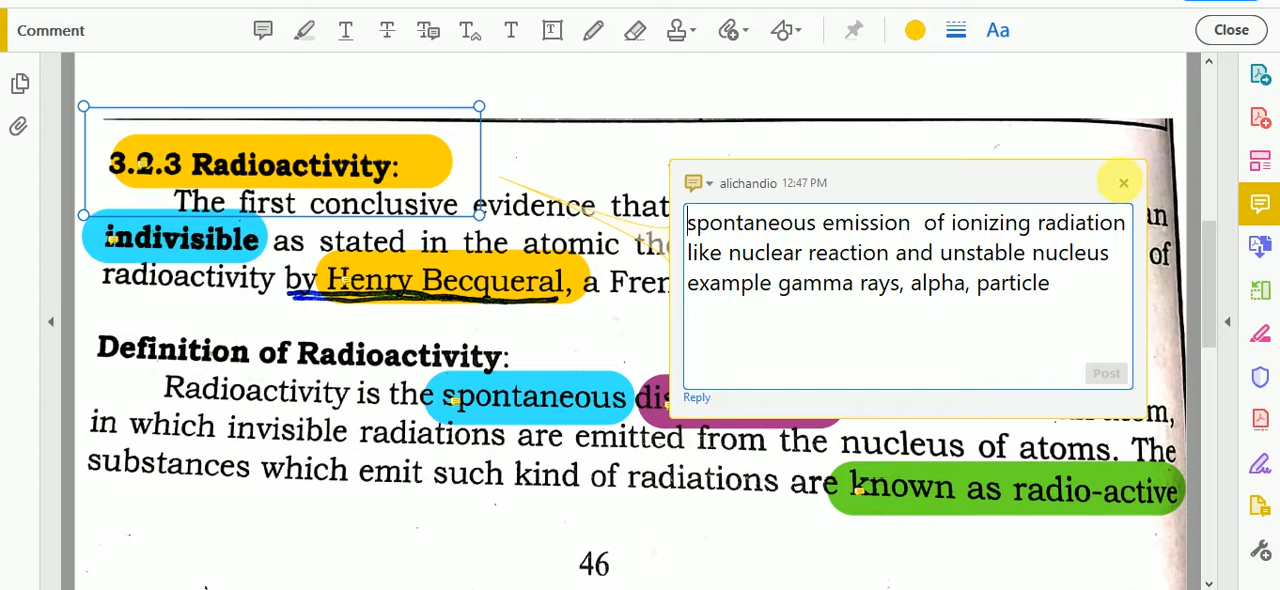 Comment
Close
3.2.3 Radioactivity:
The first conclusive evidence that
indivisible as stated in the atomic
radioactivity by Henry Becqueral, a
of
alichandio 12:47 PM
spontaneous emission of ionizing radiation
like nuclear reaction and unstable nucleus
example gamma rays, alpha, particle
Post
Reply
Definition of Radioactivity:
Radioactivity is the spontaneous
in which invisible radiations are emitted from the nucleus of atoms. The
substances which emit such kind of radiations are known as radio-active
46